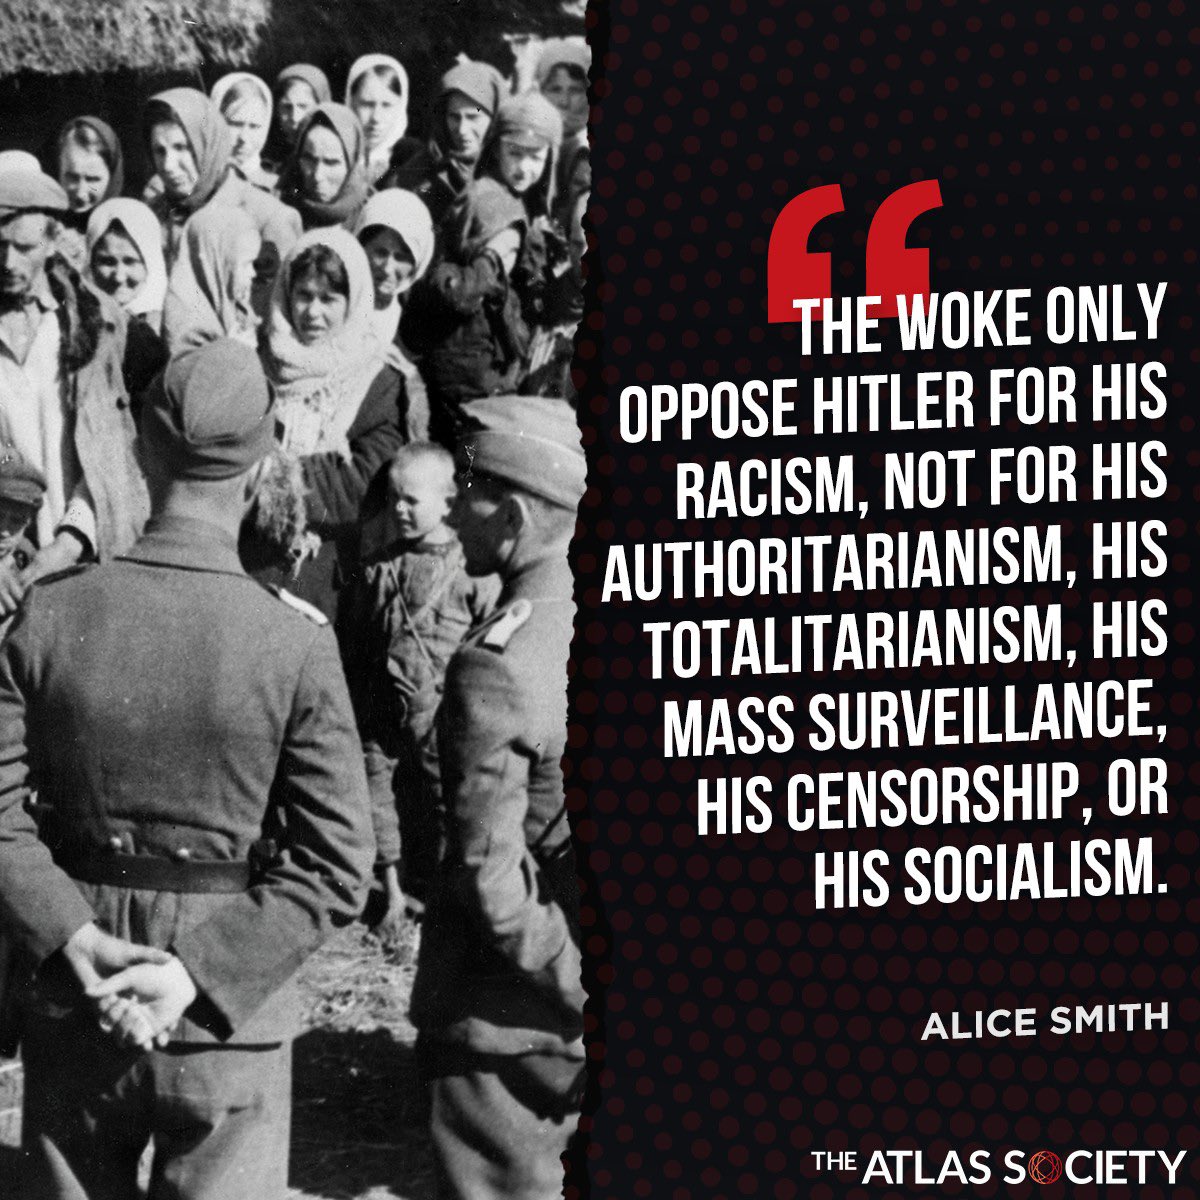 “
THE WOKE ONLY
OPPOSE HITLER FOR HIS
RACISM, NOT FOR HIS
AUTHORITARIANISM, HIS
TOTALITARIANISM, HIS
MASS SURVEILLANCE,
HIS CENSORSHIP, OR
HIS SOCIALISM.
ALICE SMITH
THE ATLAS SOCIETY